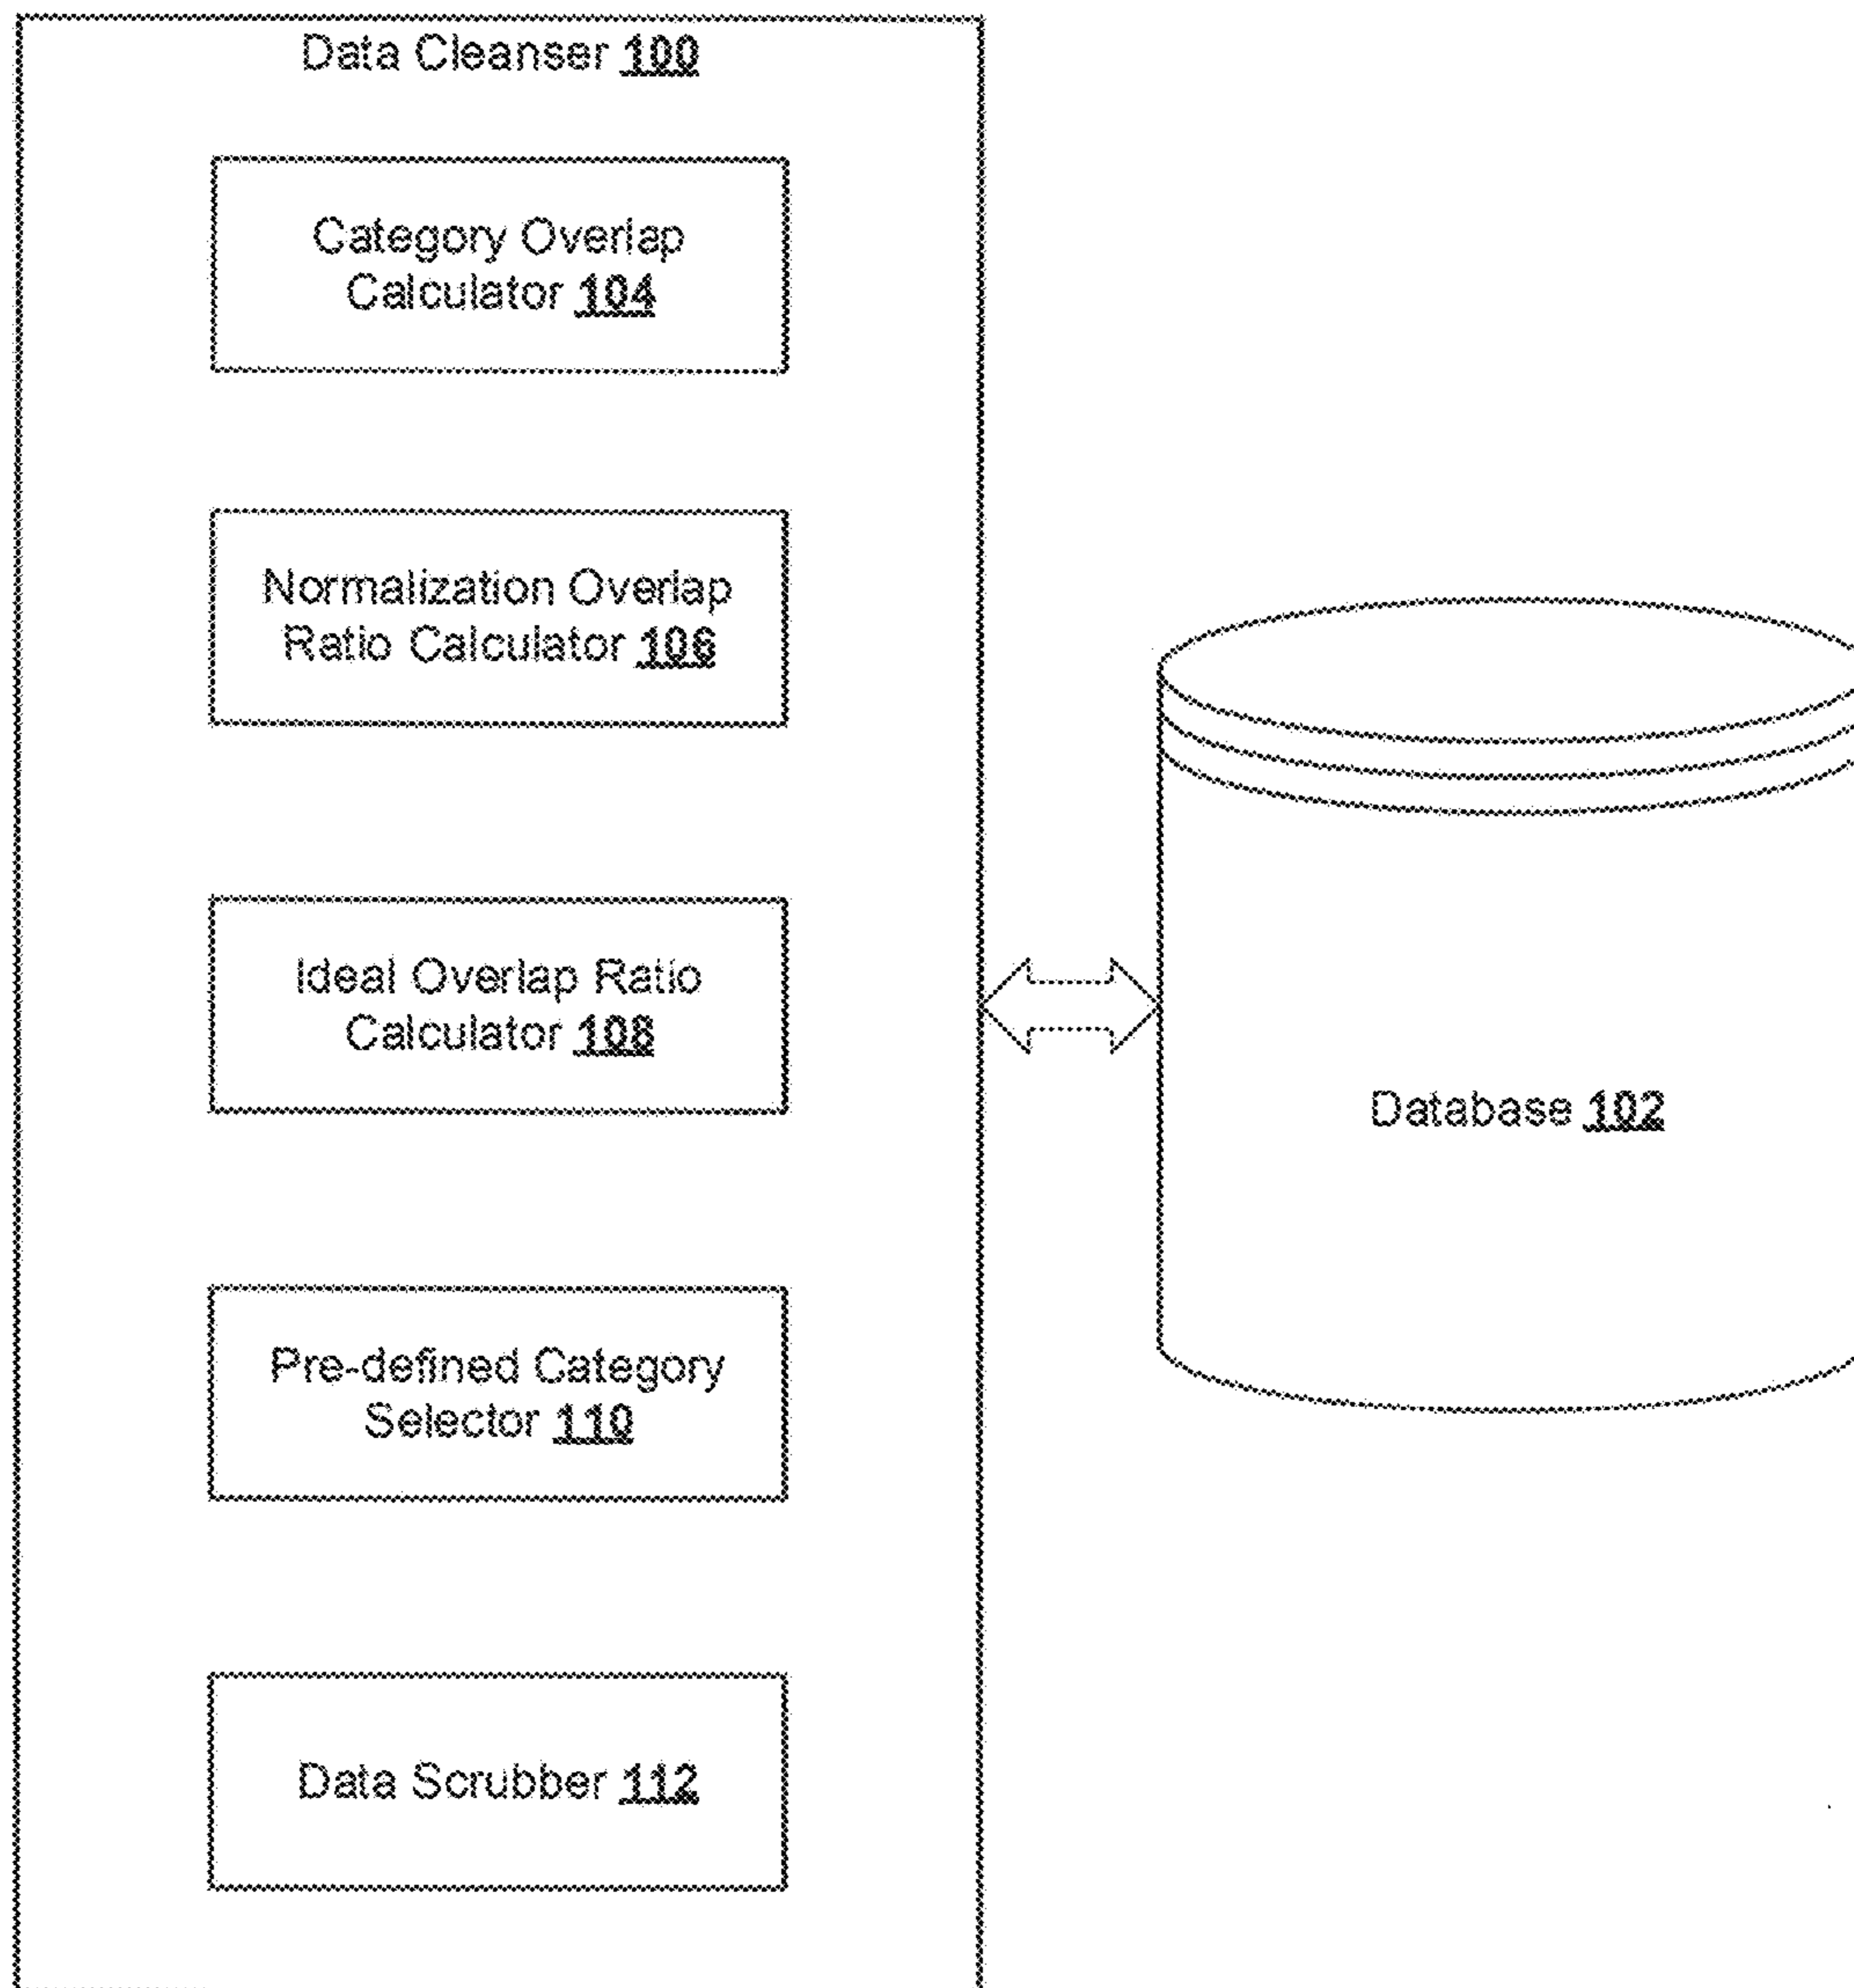 Data Cleanser 100
Category Overlap
Calculator 104
Normalization Overlap
Ratio Calculator 106
Ideal Overlap Ratio
Calculator 108
Database 102
Pre-defined Category
Selector 110
Data Scrubber 112